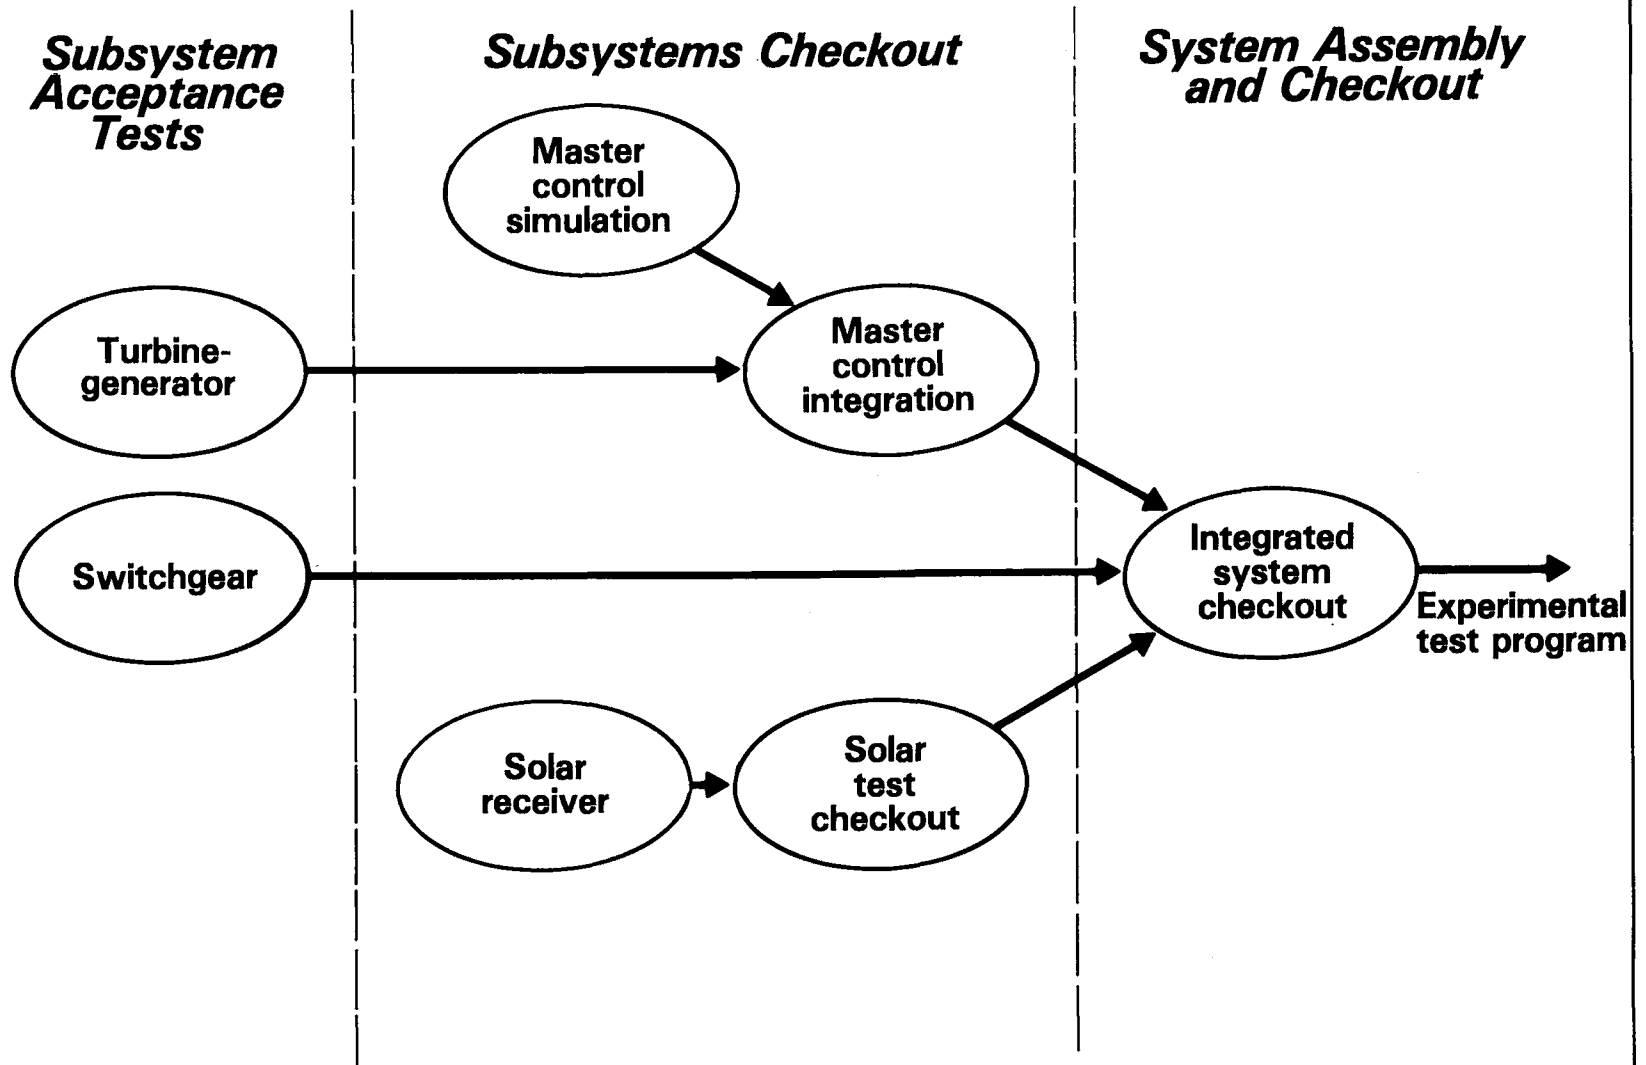 Subsystem
Acceptance
Tests
Subsystems Checkout
System Assembly
and Checkout
Master
control
simulation
Turbine-
generator
Master
control
integration
Switchgear
Integrated
system
checkout
Experimental
test program
Solar
receiver
Solar
test
checkout